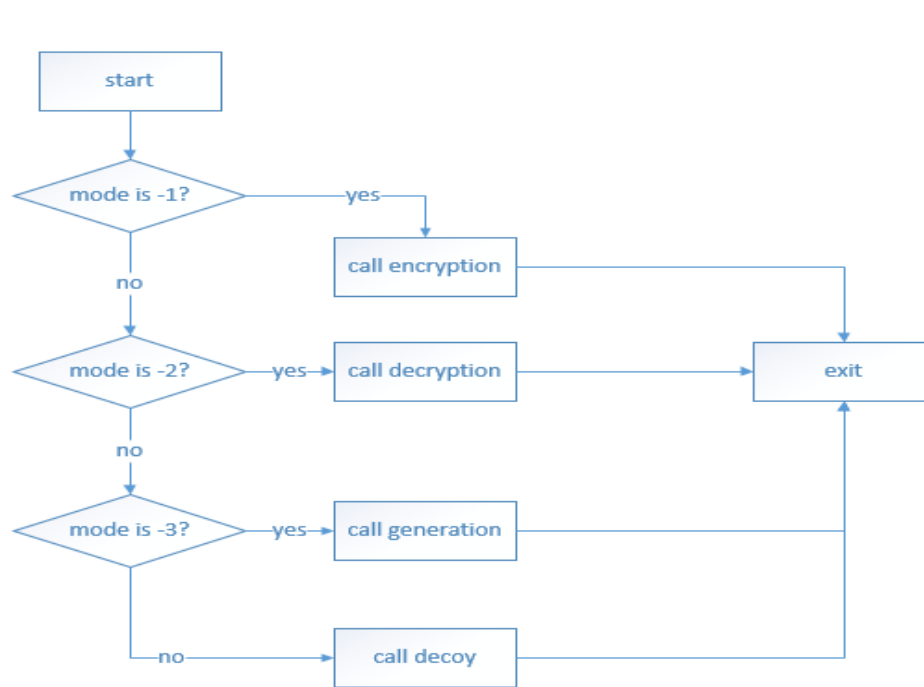 start
mode is -1?
yes
call encryption
no
mode is -2?
yes
call decryption
exit
no
mode is -3?
yes
call generation
no
call decoy